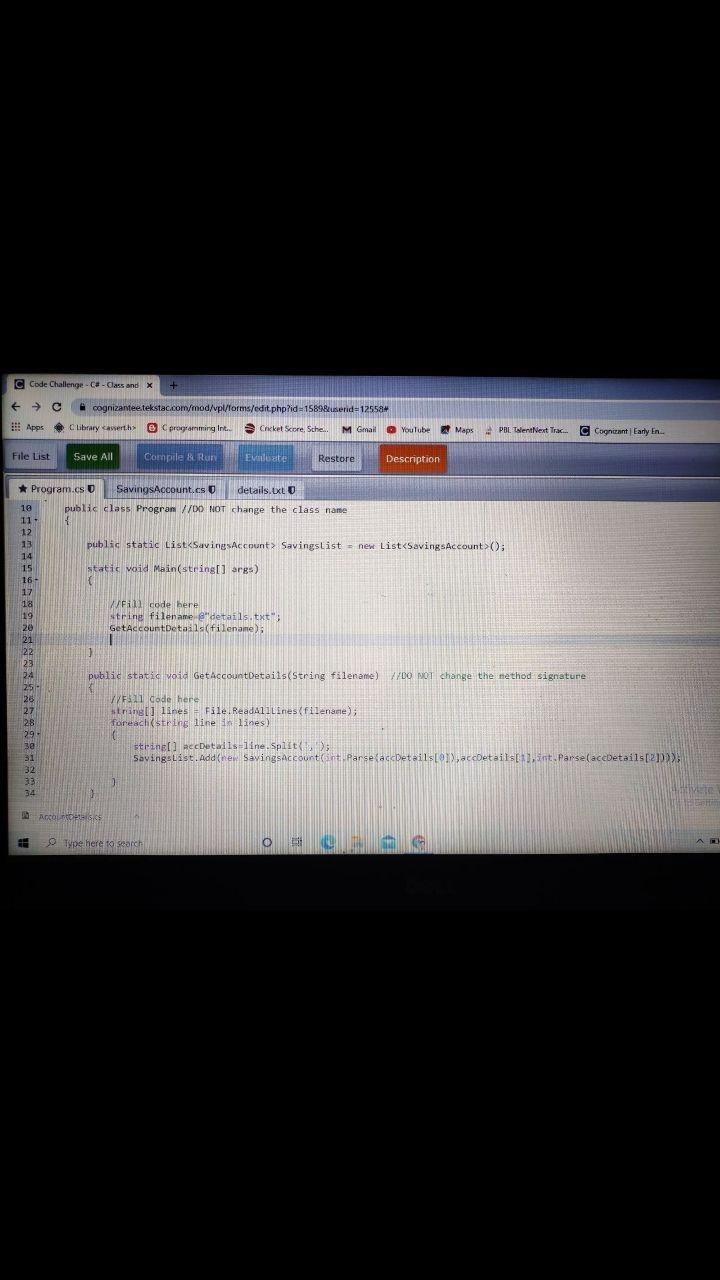 Code Challenge - C# - Class and × +
cognizantee.tekstac.com/mod/vpl/forms/edit.php?id=1589&userid=12558#
Apps C Library <assert.h> C programming Int... Cricket Score, Sche... Gmail YouTube Maps PBL TalentNext Trac... Cognizant | Early En...
File List Save All Compile & Run Evaluate Restore Description
Program.cs SavingsAccount.cs details.txt
10 public class Program //DO NOT change the class name
11 {
12
13 public static List<SavingsAccount> SavingsList = new List<SavingsAccount>();
14
15 static void Main(string[] args)
16 {
17
18 //Fill code here
19 string filename=@"details.txt";
20 GetAccountDetails(filename);
21
22 }
23
24 public static void GetAccountDetails(String filename) //DO NOT change the method signature
25 {
26 //Fill Code here
27 string[] lines = File.ReadAllLines(filename);
28 foreach(string line in lines)
29 {
30 string[] accDetails=line.Split(',');
31 SavingsList.Add(new SavingsAccount(int.Parse(accDetails[0]),accDetails[1],int.Parse(accDetails[2])));
32
33 }
34 }
AccountDetails.cs
Type here to search